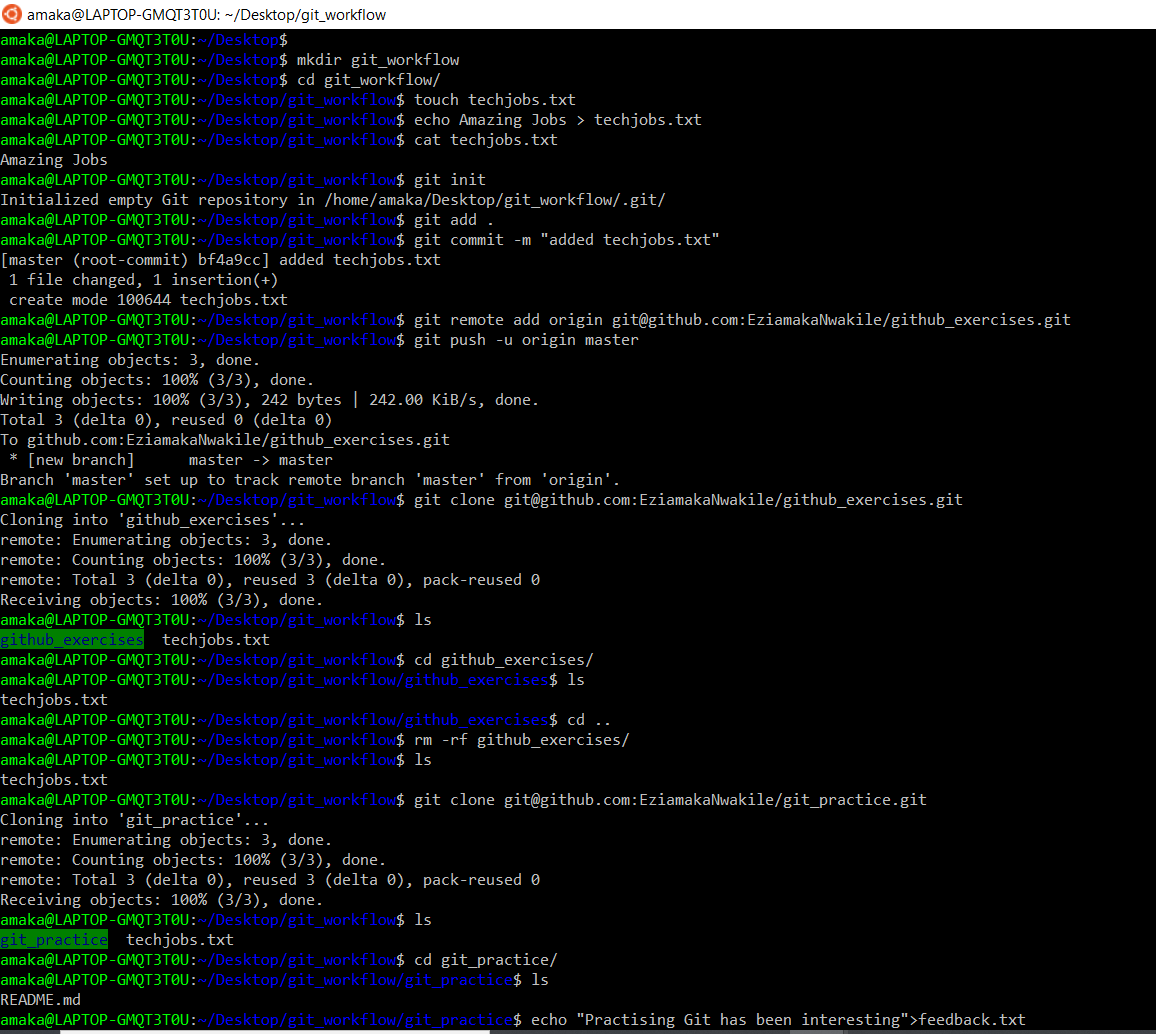 amaka@LAPTOP-GMQT3T0U: ~/Desktop/git_workflow
amaka@LAPTOP-GMQT3T0U:~/Desktop$
amaka@LAPTOP-GMQT3T0U:~/Desktop$ mkdir git_workflow
amaka@LAPTOP-GMQT3T0U:~/Desktop$ cd git_workflow/
amaka@LAPTOP-GMQT3T0U:~/Desktop/git_workflow$ touch techjobs.txt
amaka@LAPTOP-GMQT3T0U:~/Desktop/git_workflow$ echo Amazing Jobs > techjobs.txt
amaka@LAPTOP-GMQT3T0U:~/Desktop/git_workflow$ cat techjobs.txt
Amazing Jobs
amaka@LAPTOP-GMQT3T0U:~/Desktop/git_workflow$ git init
Initialized empty Git repository in /home/amaka/Desktop/git_workflow/.git/
amaka@LAPTOP-GMQT3T0U:~/Desktop/git_workflow$ git add .
amaka@LAPTOP-GMQT3T0U:~/Desktop/git_workflow$ git commit -m "added techjobs.txt"
[master (root-commit) bf4a9cc] added techjobs.txt
 1 file changed, 1 insertion(+)
 create mode 100644 techjobs.txt
amaka@LAPTOP-GMQT3T0U:~/Desktop/git_workflow$ git remote add origin git@github.com:EziamakaNwakile/github_exercises.git
amaka@LAPTOP-GMQT3T0U:~/Desktop/git_workflow$ git push -u origin master
Enumerating objects: 3, done.
Counting objects: 100% (3/3), done.
Writing objects: 100% (3/3), 242 bytes | 242.00 KiB/s, done.
Total 3 (delta 0), reused 0 (delta 0)
To github.com:EziamakaNwakile/github_exercises.git
 * [new branch]      master -> master
Branch 'master' set up to track remote branch 'master' from 'origin'.
amaka@LAPTOP-GMQT3T0U:~/Desktop/git_workflow$ git clone git@github.com:EziamakaNwakile/github_exercises.git
Cloning into 'github_exercises'...
remote: Enumerating objects: 3, done.
remote: Counting objects: 100% (3/3), done.
remote: Total 3 (delta 0), reused 3 (delta 0), pack-reused 0
Receiving objects: 100% (3/3), done.
amaka@LAPTOP-GMQT3T0U:~/Desktop/git_workflow$ ls
github_exercises  techjobs.txt
amaka@LAPTOP-GMQT3T0U:~/Desktop/git_workflow$ cd github_exercises/
amaka@LAPTOP-GMQT3T0U:~/Desktop/git_workflow/github_exercises$ ls
techjobs.txt
amaka@LAPTOP-GMQT3T0U:~/Desktop/git_workflow/github_exercises$ cd ..
amaka@LAPTOP-GMQT3T0U:~/Desktop/git_workflow$ rm -rf github_exercises/
amaka@LAPTOP-GMQT3T0U:~/Desktop/git_workflow$ ls
techjobs.txt
amaka@LAPTOP-GMQT3T0U:~/Desktop/git_workflow$ git clone git@github.com:EziamakaNwakile/git_practice.git
Cloning into 'git_practice'...
remote: Enumerating objects: 3, done.
remote: Counting objects: 100% (3/3), done.
remote: Total 3 (delta 0), reused 3 (delta 0), pack-reused 0
Receiving objects: 100% (3/3), done.
amaka@LAPTOP-GMQT3T0U:~/Desktop/git_workflow$ ls
git_practice  techjobs.txt
amaka@LAPTOP-GMQT3T0U:~/Desktop/git_workflow$ cd git_practice/
amaka@LAPTOP-GMQT3T0U:~/Desktop/git_workflow/git_practice$ ls
README.md
amaka@LAPTOP-GMQT3T0U:~/Desktop/git_workflow/git_practice$ echo "Practising Git has been interesting">feedback.txt